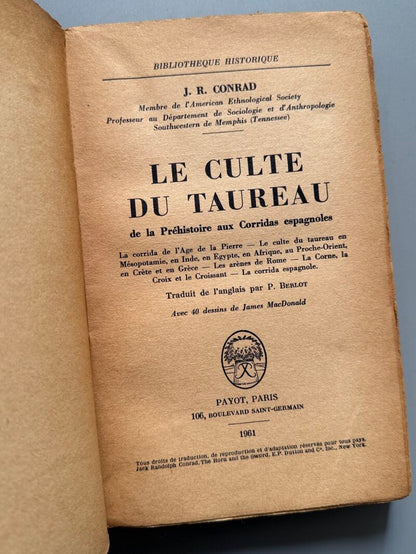 BIBLIOTHEQUE HISTORIQUE
J. R. CONRAD
Membre de l'American Ethnological Society
Professeur au Département de Sociologie et d'Anthropologie
Southwestern de Memphis (Tennessee)
LE CULTE
DU TAUREAU
de la Préhistoire aux Corridas espagnoles
La corrida de l'Age de la Pierre — Le culte du taureau en
Mésopotamie, en Inde, en Egypte, en Afrique, au Proche-Orient,
en Crète et en Grèce — Les arènes de Rome — La Corne, la
Croix et le Croissant — La corrida espagnole.
Traduit de l'anglais par P. Berlot
Avec 40 dessins de James MacDonald
PAYOT, PARIS
106, BOULEVARD SAINT-GERMAIN
1961
Tous droits de traduction, de reproduction et d'adaptation réservés pour tous pays.
Jack Randolph Conrad, The Horn and the Sword, E.P. Dutton and Cº Inc., New York.